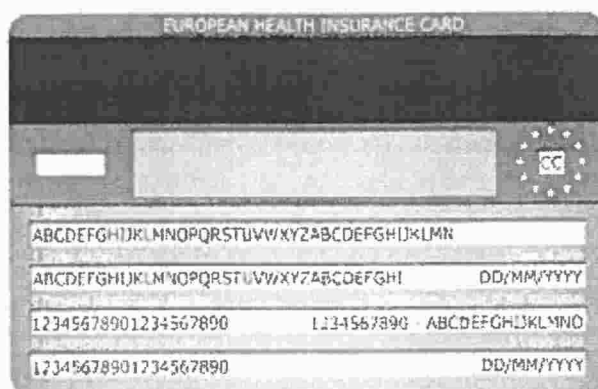 EUROPEAN HEALTH INSURANCE CARD
CC
ABCDEFGHIJKLMNOPQRSTUVWXYZABCDEFGHIJKLMN
ABCDEFGHIJKLMNOPQRSTUVWXYZABCDEFGHI DD/MM/YYYY
12345678901234567890 1234567890 - ABCDEFGHIJKLMNO
12345678901234567890 DD/MM/YYYY